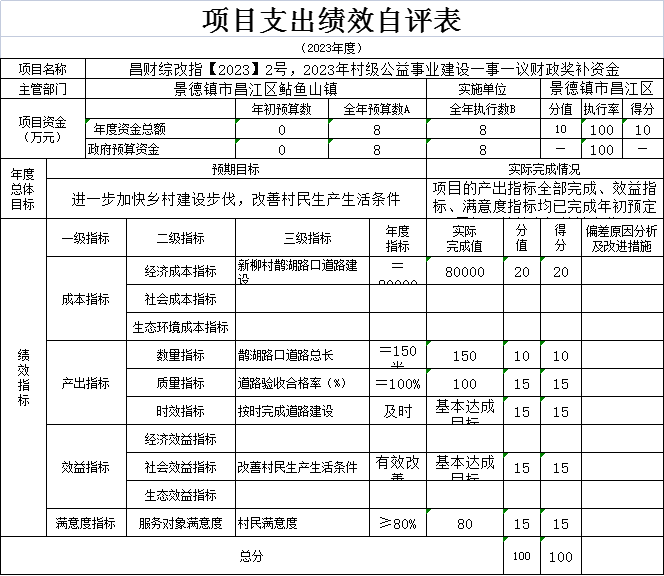 项目支出绩效自评表
（2023年度）
项目名称 昌财综改指【2023】2号，2023年村级公益事业建设一事一议财政奖补资金
主管部门 景德镇市昌江区鲇鱼山镇 实施单位 景德镇市昌江区
项目资金（万元） 年初预算数 全年预算数A 全年执行数B 分值 执行率 得分
年度资金总额 0 8 8 10 100 10
政府预算资金 0 8 8 — 100 —
年度总体目标 预期目标 实际完成情况
进一步加快乡村建设步伐，改善村民生产生活条件 项目的产出指标全部完成、效益指标、满意度指标均已完成年初预定
绩效指标 一级指标 二级指标 三级指标 年度指标 实际完成值 分值 得分 偏差原因分析及改进措施
成本指标 经济成本指标 新柳村鹊湖路口道路建设 ＝80000 80000 20 20
社会成本指标
生态环境成本指标
产出指标 数量指标 鹊湖路口道路总长 ＝150米 150 10 10
质量指标 道路验收合格率（%） ＝100% 100 15 15
时效指标 按时完成道路建设 及时 基本达成目标 15 15
效益指标 经济效益指标
社会效益指标 改善村民生产生活条件 有效改善 基本达成目标 15 15
生态效益指标
满意度指标 服务对象满意度 村民满意度 ≥80% 80 15 15
总分 100 100